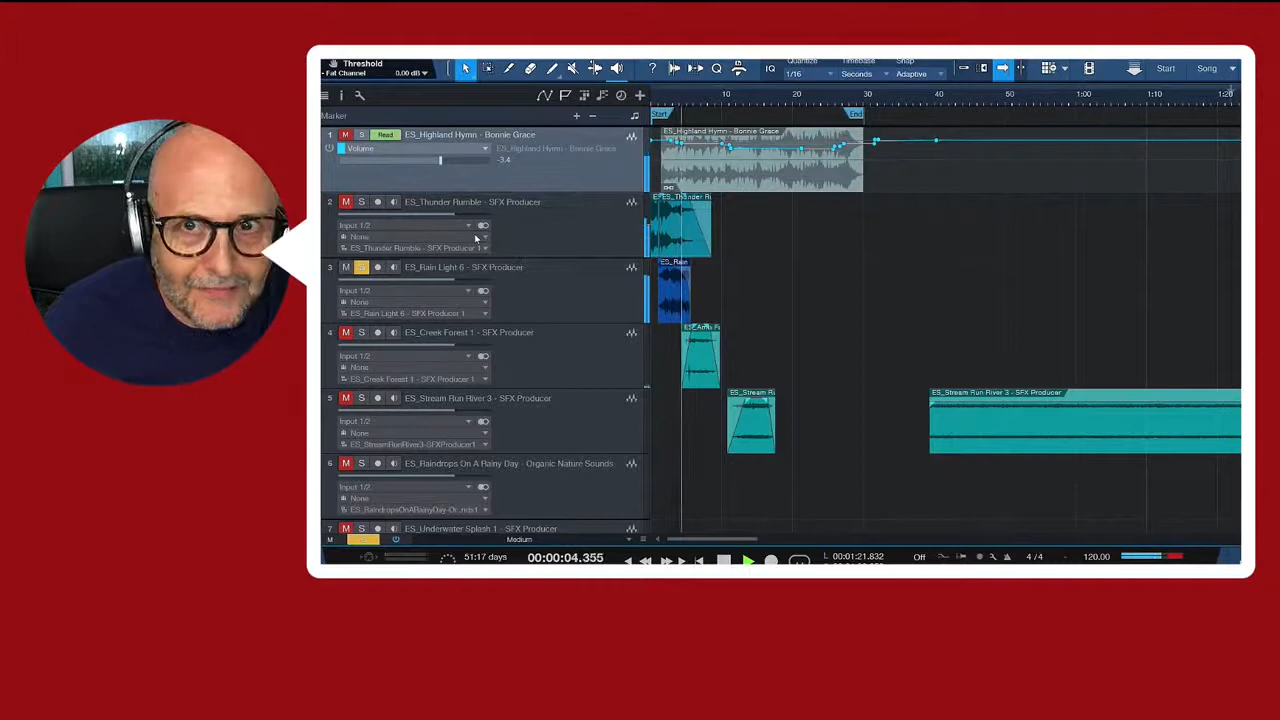 Threshold
- Fat Channel 0.00 dB
IQ
Quantize
1/16
Timebase
Seconds
Snap
Adaptive
Start
Song
Marker
10
20
30
40
50
1:00
1:10
1:20
Start
End
1 M S Read ES_Highland Hymn - Bonnie Grace
Volume ES_Highland Hymn - Bonnie Grace
-3.4
ES_Highland Hymn - Bonnie Grace
2 M S ES_Thunder Rumble - SFX Producer
Input 1/2
None
ES_Thunder Rumble - SFX Producer 1
ES_Thunder Ri
3 M S ES_Rain Light 6 - SFX Producer
Input 1/2
None
ES_Rain Light 6 - SFX Producer 1
ES_Rain
4 M S ES_Creek Forest 1 - SFX Producer
Input 1/2
None
ES_Creek Forest 1 - SFX Producer 1
5 M S ES_Stream Run River 3 - SFX Producer
Input 1/2
None
ES_StreamRunRiver3-SFXProducer1
ES_Stream R
ES_Stream Run River 3 - SFX Producer
6 M S ES_Raindrops On A Rainy Day - Organic Nature Sounds
Input 1/2
None
ES_RaindropsOnARainyDay-Or...nds1
7 M S ES_Underwater Splash 1 - SFX Producer
M Medium
51:17 days
00:00:04.355
L 00:01:21.832
Off
4 / 4
120.00